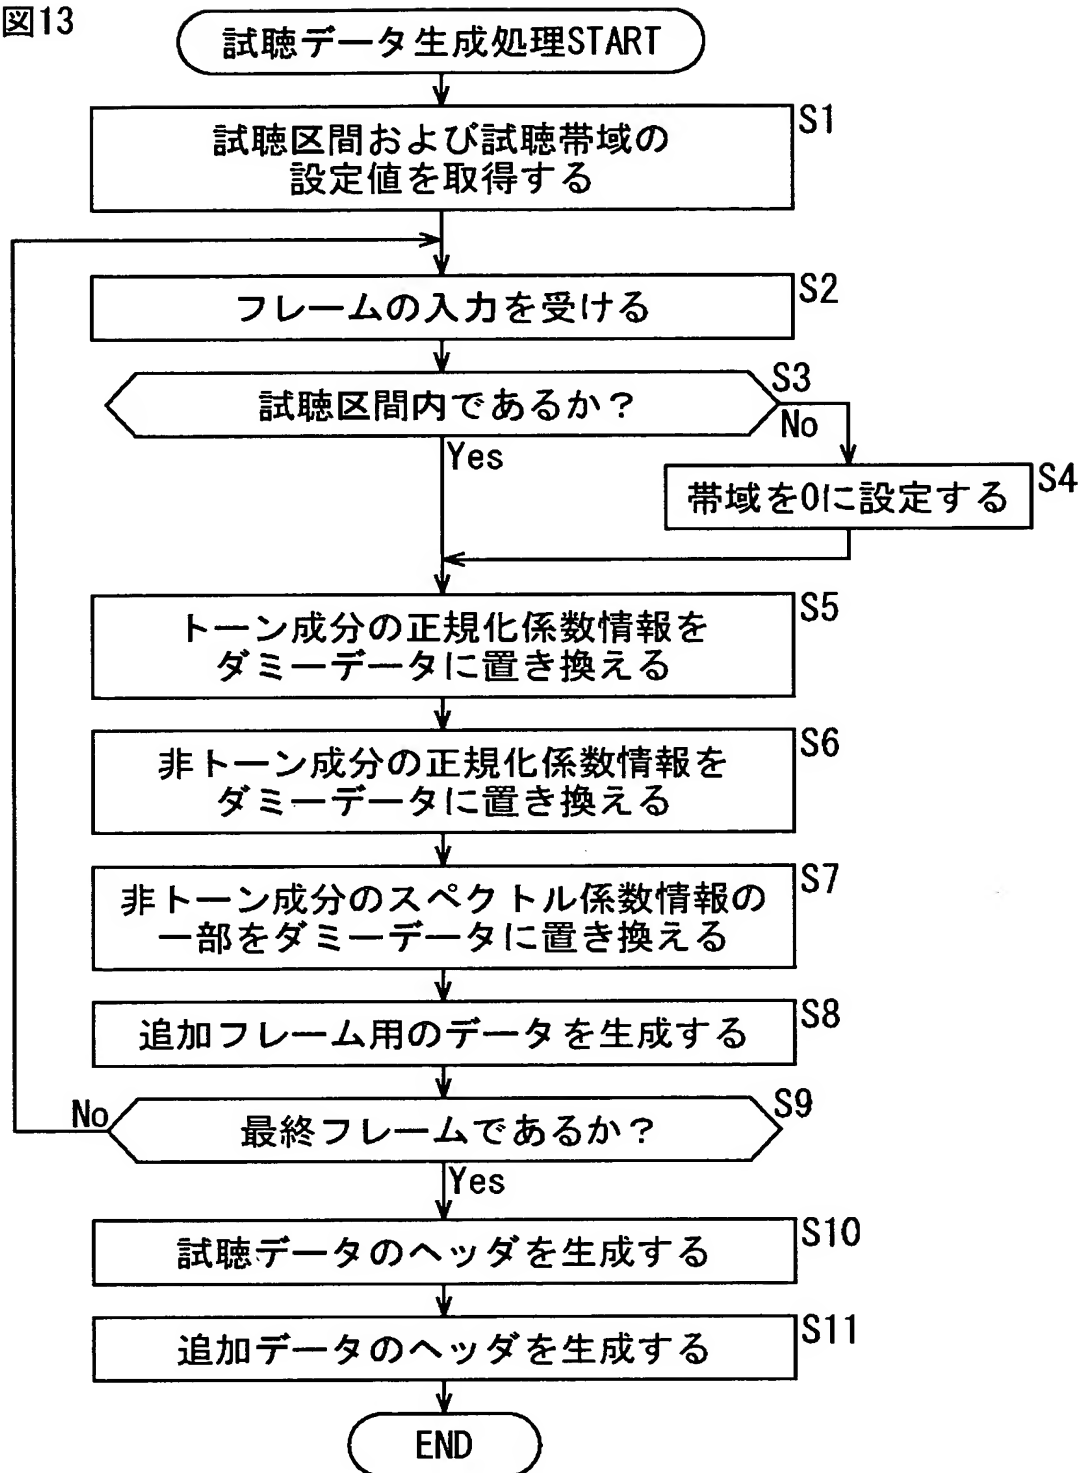 図13
試聴データ生成処理START
S1
試聴区間および試聴帯域の
設定値を取得する
S2
フレームの入力を受ける
S3
試聴区間内であるか？
No
Yes
S4
帯域を0に設定する
S5
トーン成分の正規化係数情報を
ダミーデータに置き換える
S6
非トーン成分の正規化係数情報を
ダミーデータに置き換える
S7
非トーン成分のスペクトル係数情報の
一部をダミーデータに置き換える
S8
追加フレーム用のデータを生成する
S9
No
最終フレームであるか？
Yes
S10
試聴データのヘッダを生成する
S11
追加データのヘッダを生成する
END